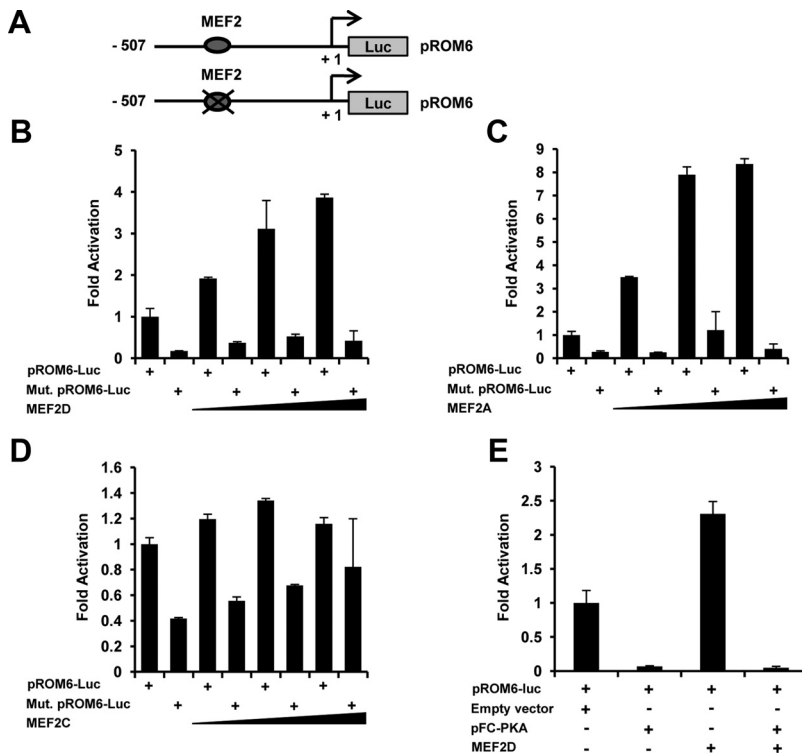 A
MEF2
- 507
+ 1
Luc
pROM6
MEF2
- 507
+ 1
Luc
pROM6
B
Fold Activation
5
4
3
2
1
0
pROM6-Luc + + + +
Mut. pROM6-Luc + + + +
MEF2D
C
Fold Activation
9
8
7
6
5
4
3
2
1
0
pROM6-Luc + + + +
Mut. pROM6-Luc + + + +
MEF2A
D
Fold Activation
1.6
1.4
1.2
1
0.8
0.6
0.4
0.2
0
pROM6-Luc + + + +
Mut. pROM6-Luc + + + +
MEF2C
E
Fold Activation
3
2.5
2
1.5
1
0.5
0
pROM6-luc + + + +
Empty vector + - - -
pFC-PKA - + - +
MEF2D - - + +